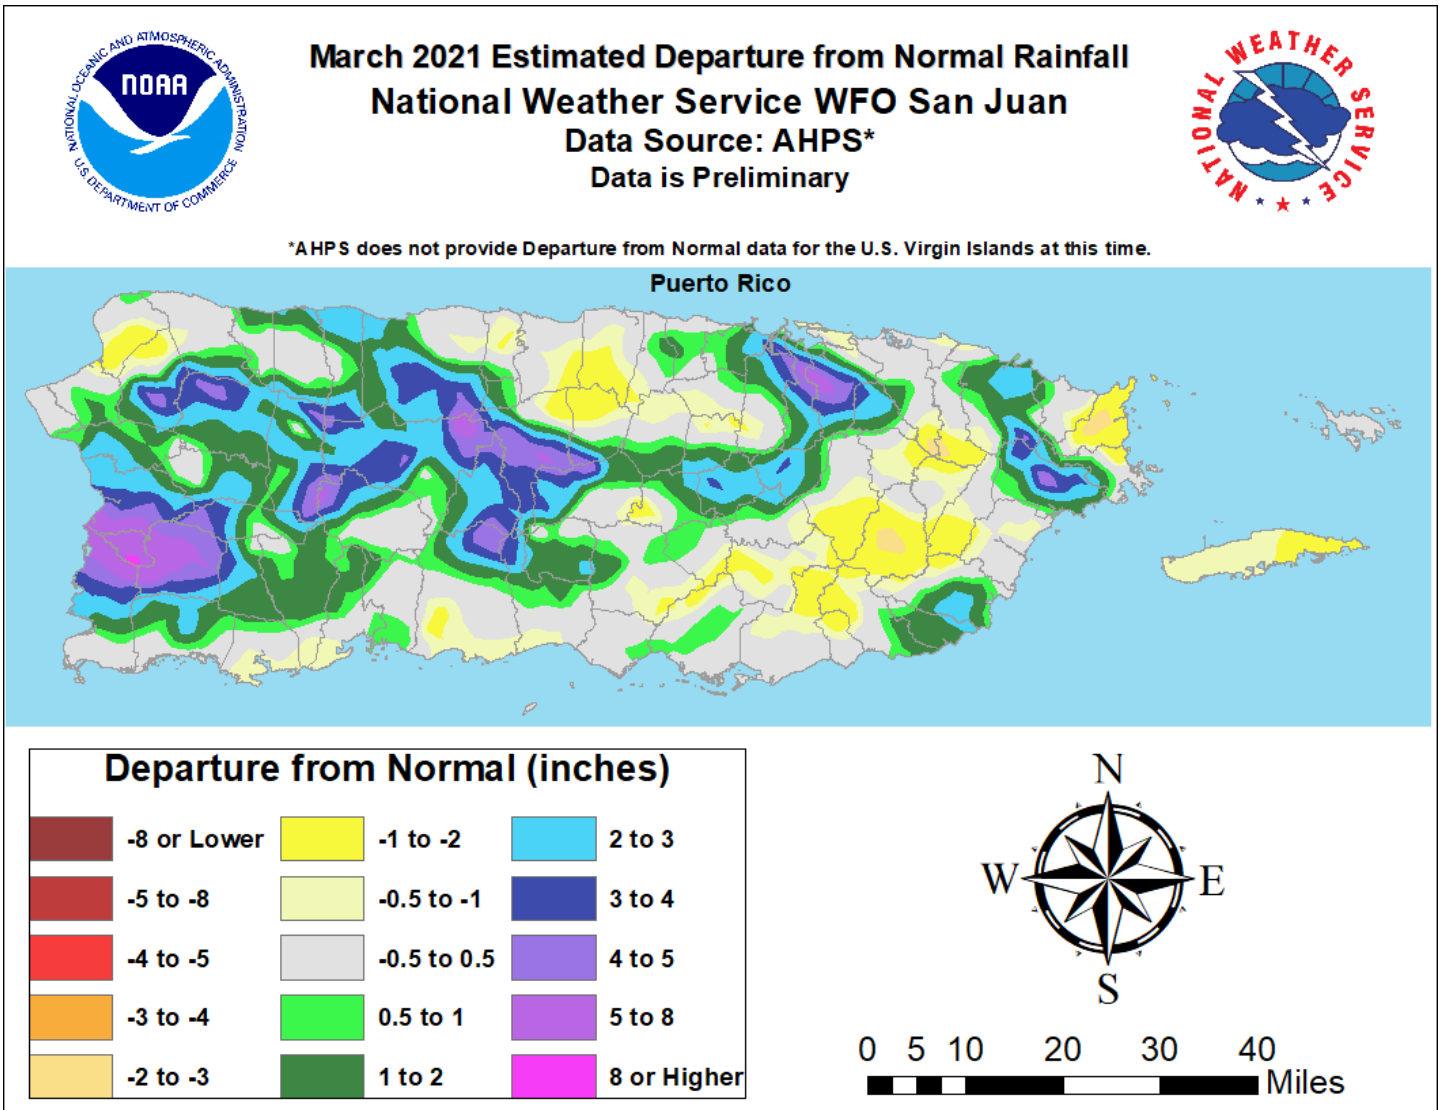 March 2021 Estimated Departure from Normal Rainfall
National Weather Service WFO San Juan
Data Source: AHPS*
Data is Preliminary
NATIONAL OCEANIC AND ATMOSPHERIC ADMINISTRATION
NOAA
U.S. DEPARTMENT OF COMMERCE
NATIONAL WEATHER SERVICE
*AHPS does not provide Departure from Normal data for the U.S. Virgin Islands at this time.
Puerto Rico
Departure from Normal (inches)
-8 or Lower
-5 to -8
-4 to -5
-3 to -4
-2 to -3
-1 to -2
-0.5 to -1
-0.5 to 0.5
0.5 to 1
1 to 2
2 to 3
3 to 4
4 to 5
5 to 8
8 or Higher
N
W E
S
0 5 10 20 30 40
Miles